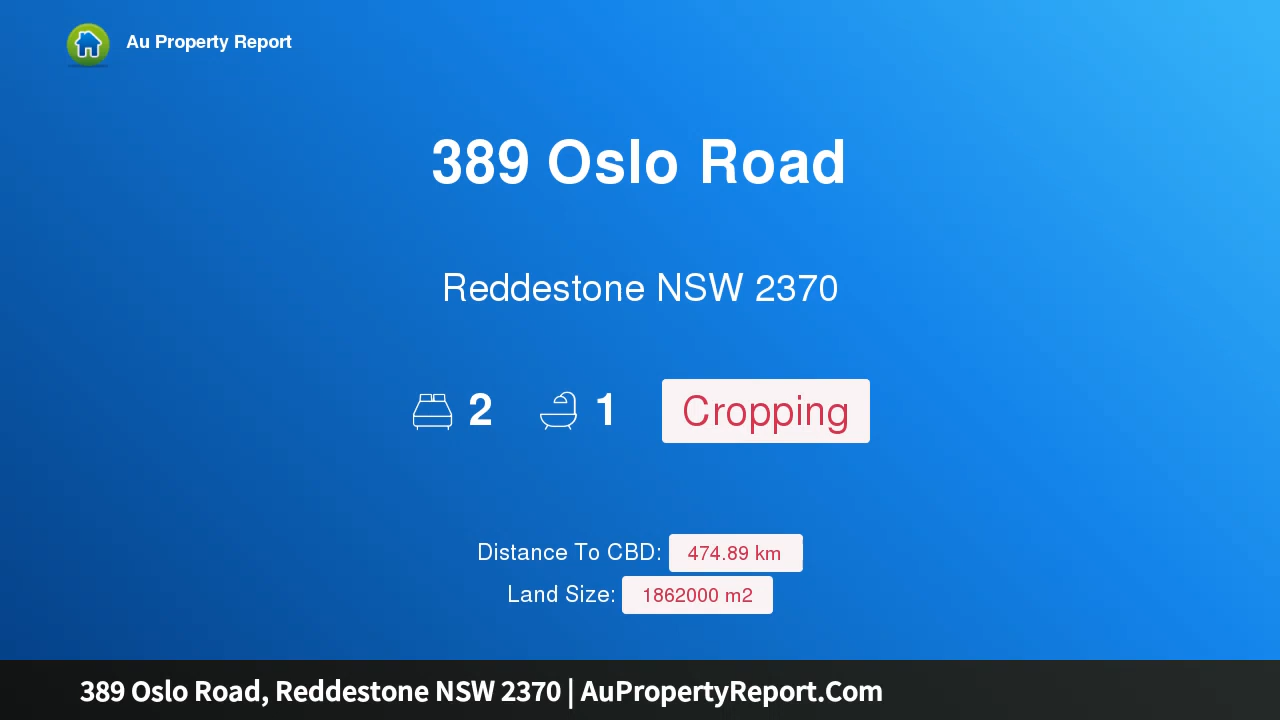 Au Property Report
389 Oslo Road
Reddestone NSW 2370
2 1 Cropping
Distance To CBD: 474.89 km
Land Size: 1862000 m2
389 Oslo Road, Reddestone NSW 2370 | AuPropertyReport.Com